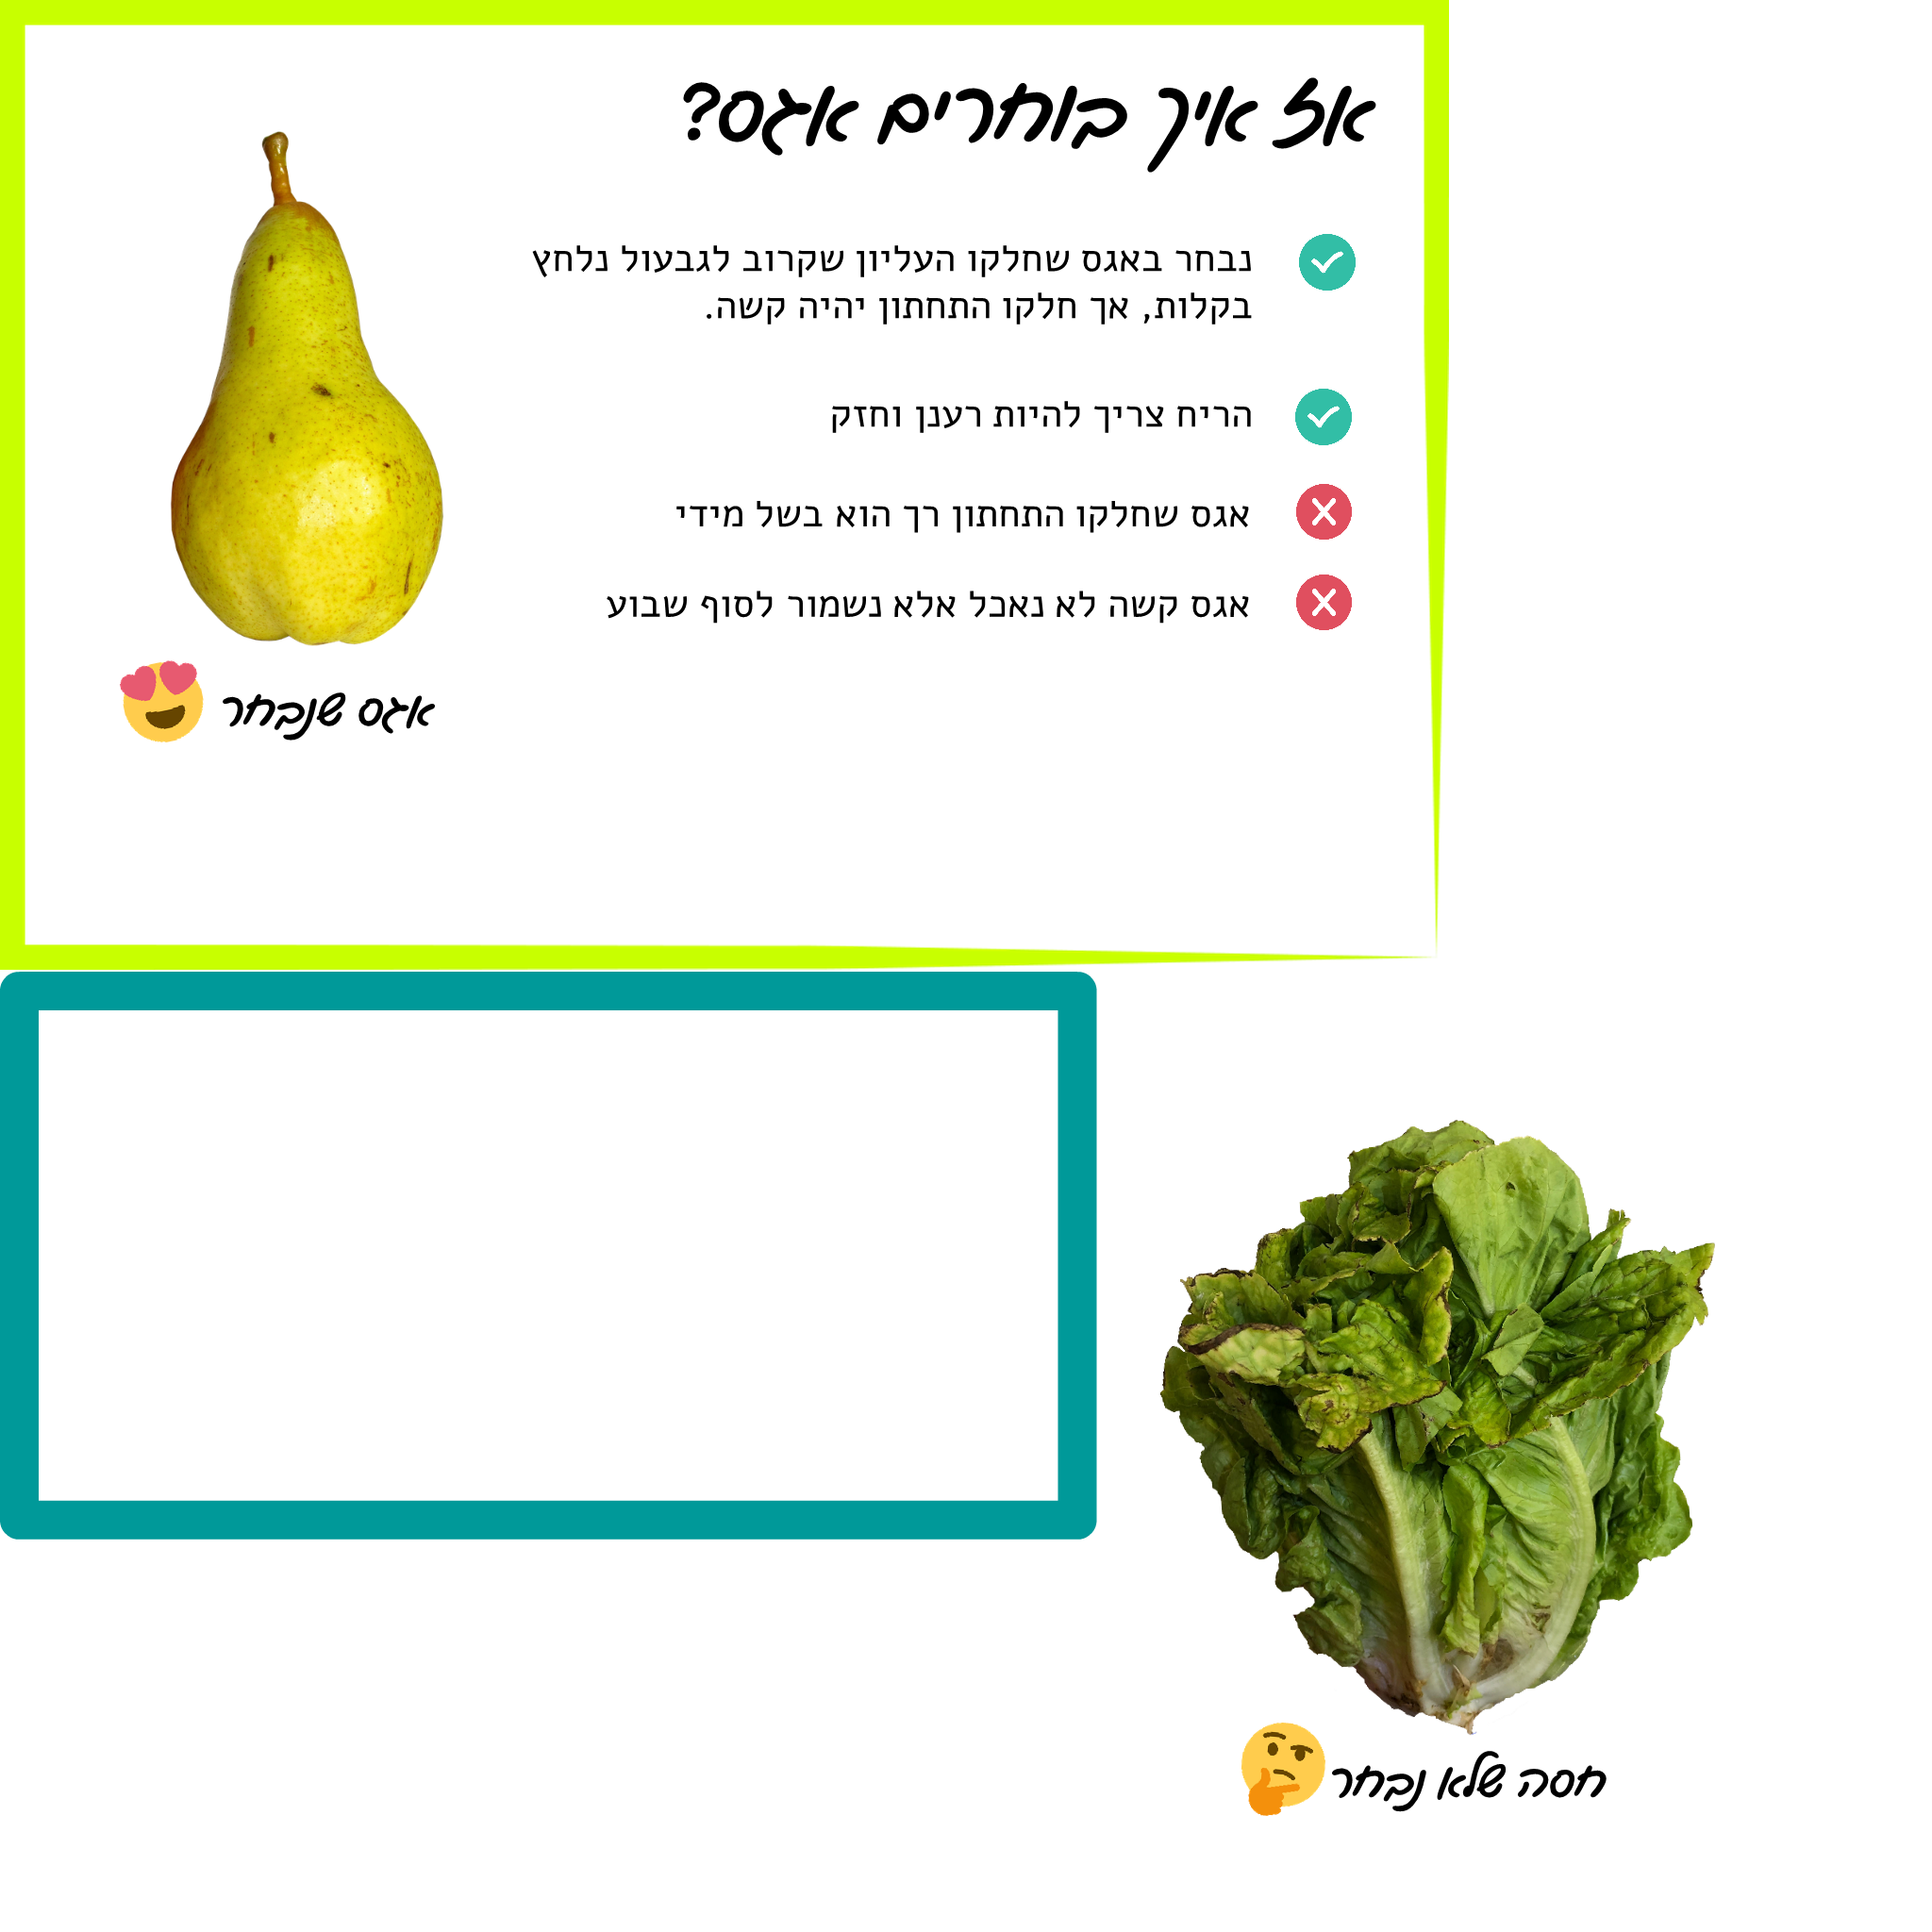 אז איך בוחרים אגס?
נבחר באגס שחלקו העליון שקרוב לגבעול נלחץ
בקלות, אך חלקו התחתון יהיה קשה.
הריח צריך להיות רענן וחזק
אגס שחלקו התחתון רך הוא בשל מידי
אגס קשה לא נאכל אלא נשמור לסוף שבוע
אגס שנבחר
חסה שלא נבחר